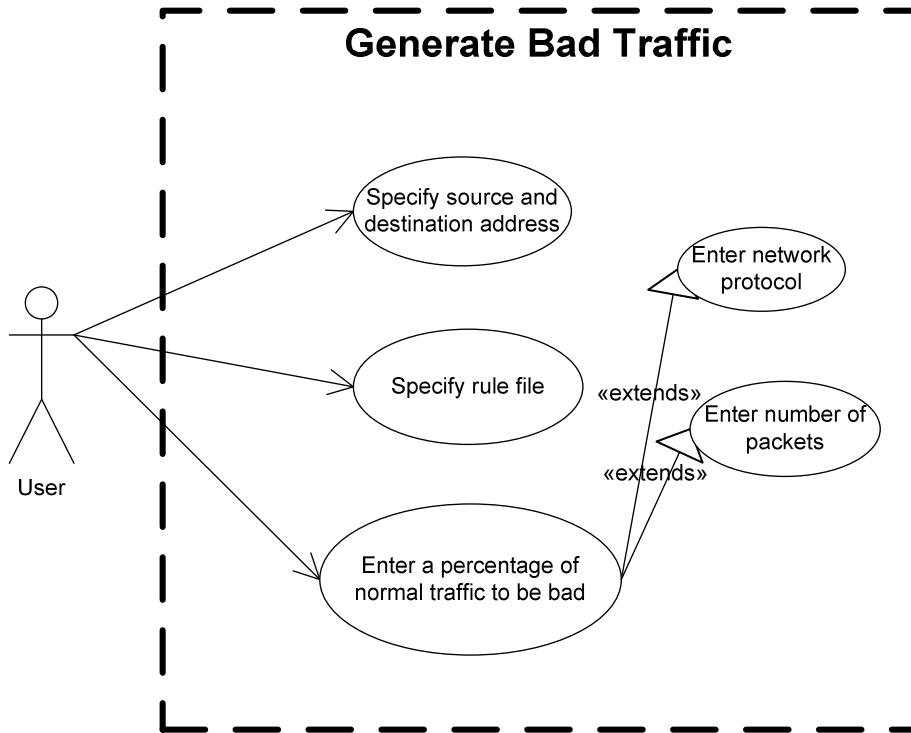 Generate Bad Traffic
Specify source and
destination address
Enter network
protocol
Specify rule file
«extends»
Enter number of
packets
«extends»
User
Enter a percentage of
normal traffic to be bad